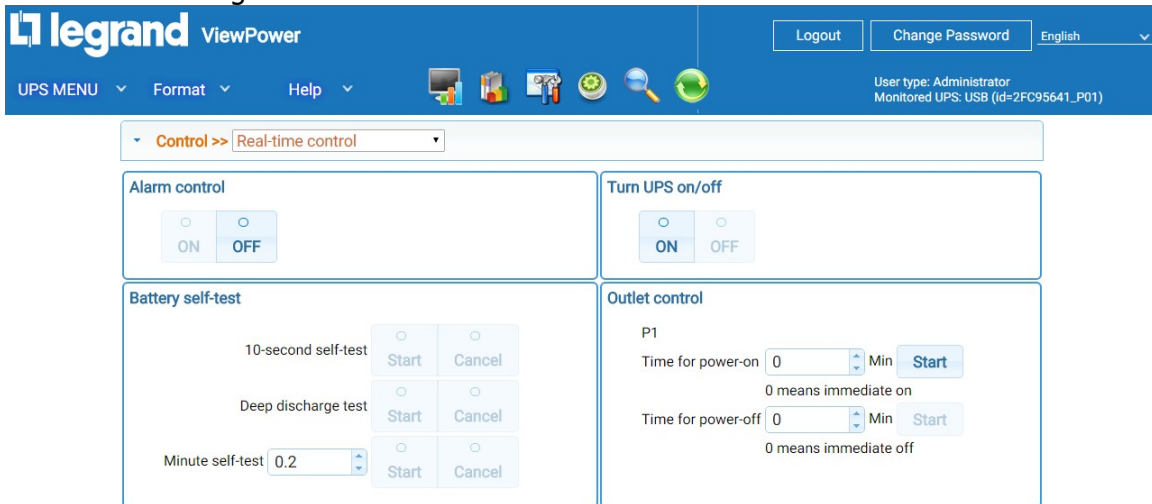 legrand ViewPower
Logout Change Password English
UPS MENU Format Help
User type: Administrator
Monitored UPS: USB (id=2FC95641_P01)
Control >> Real-time control
Alarm control
ON OFF
Turn UPS on/off
ON OFF
Battery self-test
10-second self-test Start Cancel
Deep discharge test Start Cancel
Minute self-test 0.2 Start Cancel
Outlet control
P1
Time for power-on 0 Min Start
0 means immediate on
Time for power-off 0 Min Start
0 means immediate off